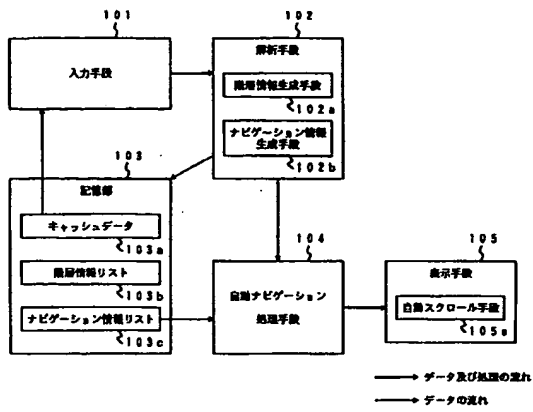 101
入力手段
102
解析手段
階層情報生成手段
102a
ナビゲーション情報
生成手段
102b
103
記憶部
キャッシュデータ
103a
階層情報リスト
103b
ナビゲーション情報リスト
103c
104
自動ナビゲーション
処理手段
105
表示手段
自動スクロール手段
105a
データ及び処理の流れ
データの流れ